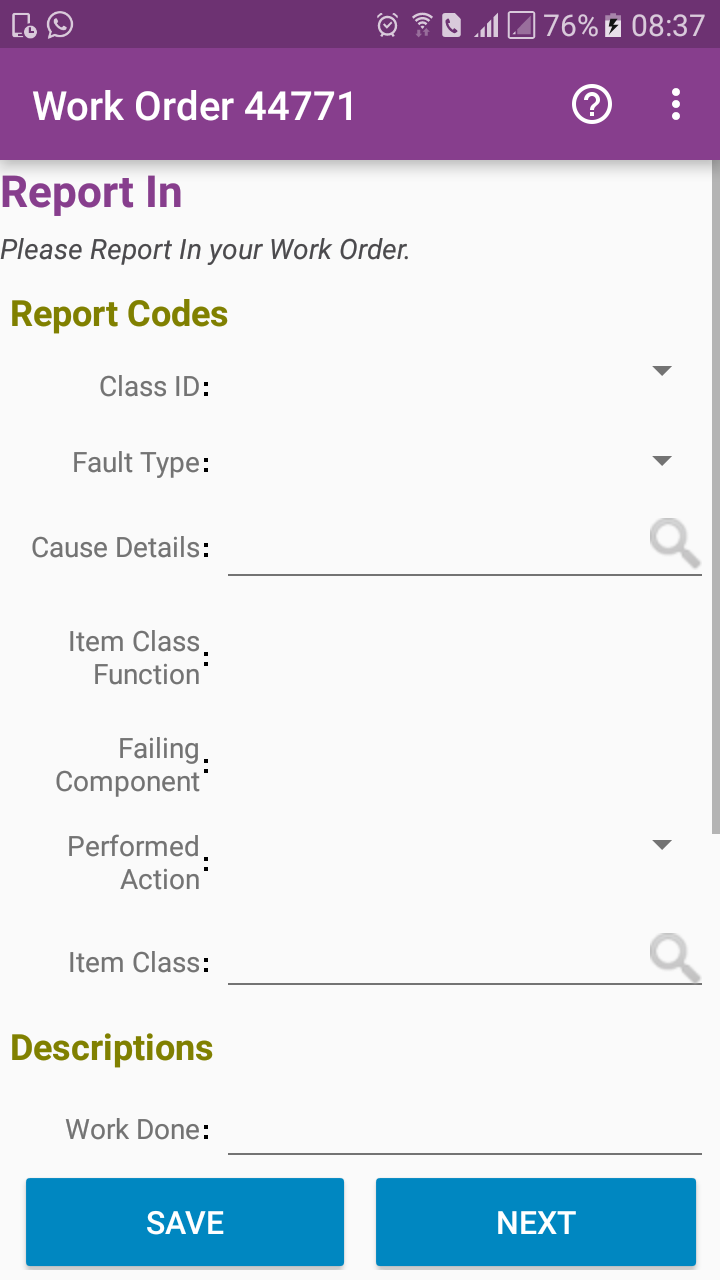 76% 08:37
Work Order 44771
Report In
Please Report In your Work Order.
Report Codes
Class ID:
Fault Type:
Cause Details:
Item Class
Function:
Failing
Component:
Performed
Action:
Item Class:
Descriptions
Work Done:
SAVE NEXT